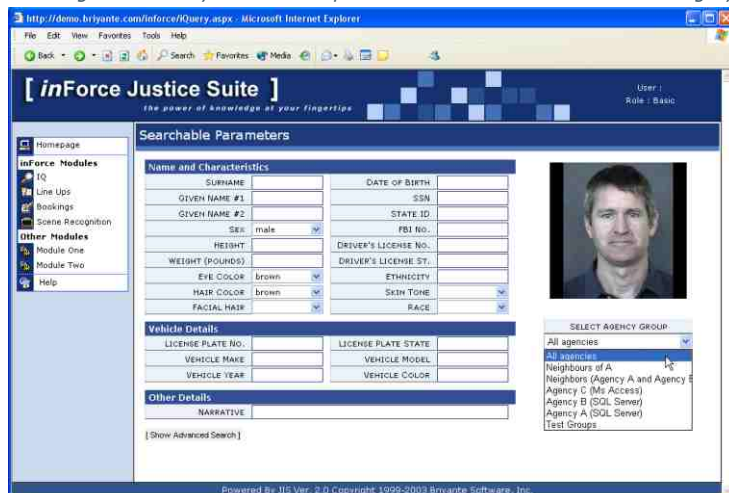 http://demo.briyante.com/inforce/iQuery.aspx - Microsoft Internet Explorer
File Edit View Favorites Tools Help
Back Search Favorites Media
[ inForce Justice Suite ]
the power of knowledge at your fingertips
User :
Role : Basic
Searchable Parameters
Homepage
inForce Modules
IQ
Line Ups
Bookings
Scene Recognition
Other Modules
Module One
Module Two
Help
Name and Characteristics
SURNAME DATE OF BIRTH
GIVEN NAME #1 SSN
GIVEN NAME #2 STATE ID
SEX male FBI NO.
HEIGHT DRIVER'S LICENSE NO.
WEIGHT (POUNDS) DRIVER'S LICENSE ST.
EYE COLOR brown ETHNICITY
HAIR COLOR brown SKIN TONE
FACIAL HAIR RACE
Vehicle Details
LICENSE PLATE NO. LICENSE PLATE STATE
VEHICLE MAKE VEHICLE MODEL
VEHICLE YEAR VEHICLE COLOR
Other Details
NARRATIVE
[ Show Advanced Search ]
SELECT AGENCY GROUP
All agencies
All agencies
Neighbours of A
Neighbors (Agency A and Agency B
Agency C (Ms Access)
Agency B (SQL Server)
Agency A (SQL Server)
Test Groups
Powered By JIS Ver. 2.0 Copyright 1999-2003 Briyante Software, Inc.